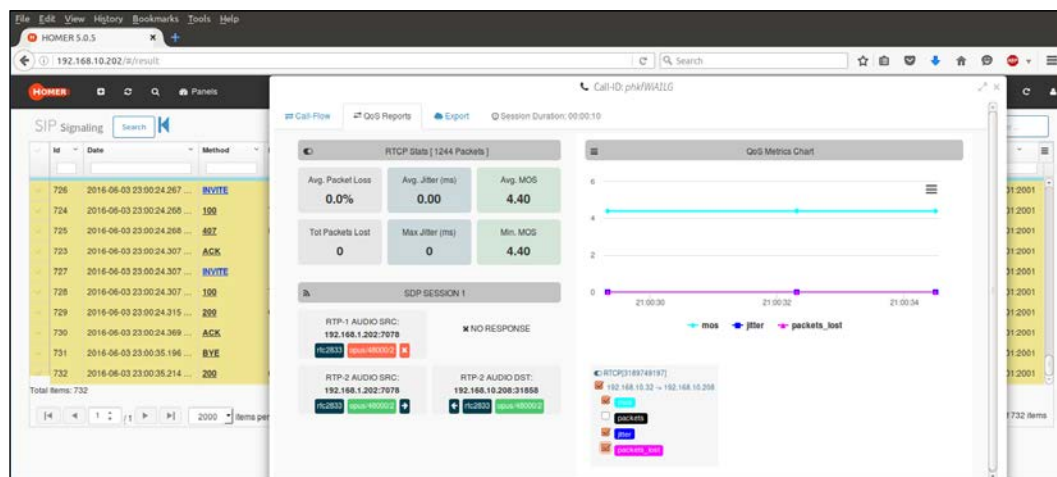 File Edit View History Bookmarks Tools Help
HOMER 5.0.5
192.168.10.202/#/result
Search
HOMER
Panels
SIP Signaling Search
Id Date Method
726 2016-06-03 23:00:24.267 ... INVITE
724 2016-06-03 23:00:24.268 ... 100
725 2016-06-03 23:00:24.268 ... 407
723 2016-06-03 23:00:24.307 ... ACK
727 2016-06-03 23:00:24.307 ... INVITE
728 2016-06-03 23:00:24.307 ... 100
729 2016-06-03 23:00:24.315 ... 200
730 2016-06-03 23:00:24.369 ... ACK
731 2016-06-03 23:00:35.196 ... BYE
732 2016-06-03 23:00:35.214 ... 200
Total Items: 732
1 / 1 2000 items per
Call-ID: phkfWAILG
Call-Flow QoS Reports Export Session Duration: 00:00:10
RTCP Stats [ 1244 Packets ]
Avg. Packet Loss Avg. Jitter (ms) Avg. MOS
0.0% 0.00 4.40
Tot Packets Lost Max Jitter (ms) Min. MOS
0 0 4.40
SDP SESSION 1
RTP-1 AUDIO SRC:
192.168.1.202:7078
rfc2833 opus/48000/2
NO RESPONSE
RTP-2 AUDIO SRC:
192.168.1.202:7078
rfc2833 opus/48000/2
RTP-2 AUDIO DST:
192.168.10.208:31858
rfc2833 opus/48000/2
QoS Metrics Chart
6
4
2
0
21:00:30 21:00:32 21:00:34
mos jitter packets_lost
RTCP[3189749197]
192.168.10.32 -> 192.168.10.208
mos
packets
jitter
packets_lost
01:2001
01:2001
01:2001
01:2001
01:2001
01:2001
01:2001
01:2001
01:2001
01:2001
732 items.